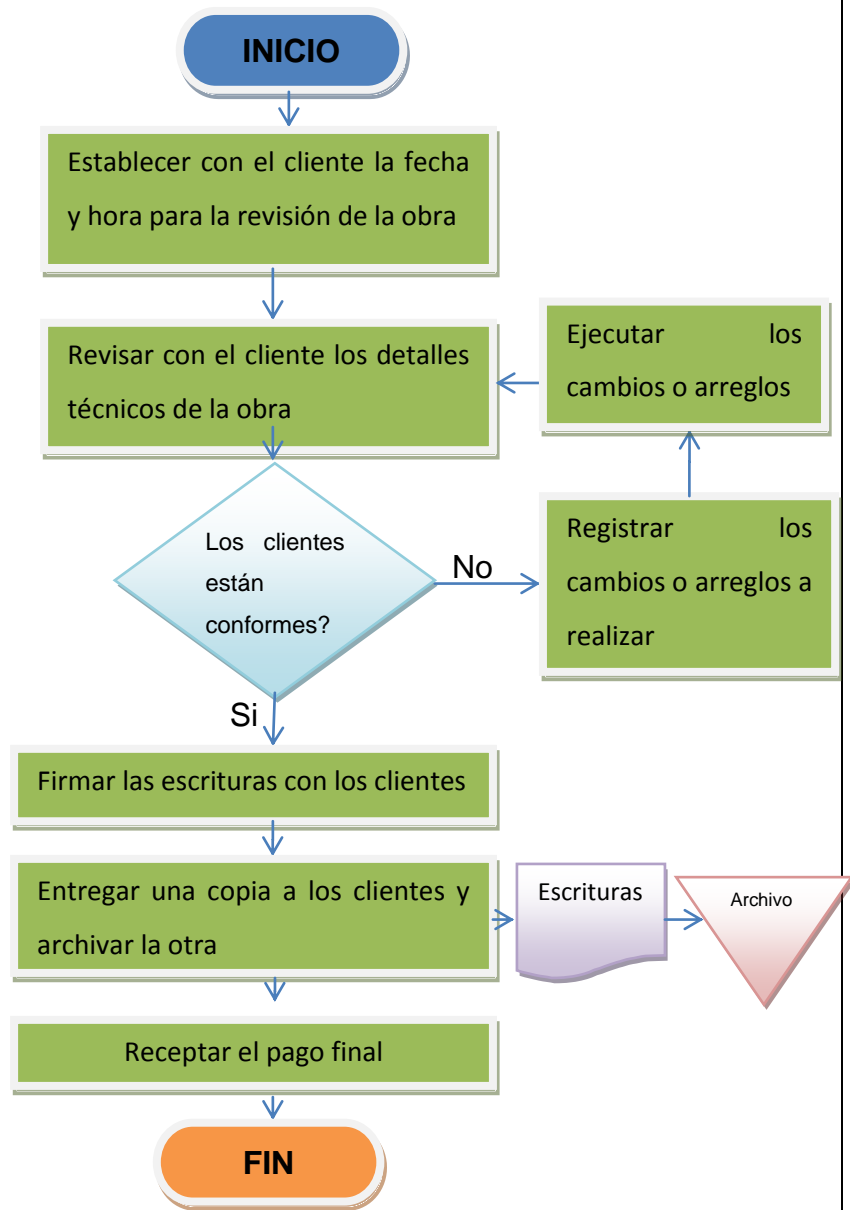 INICIO
Establecer con el cliente la fecha
y hora para la revisión de la obra
Revisar con el cliente los detalles
técnicos de la obra
Ejecutar los
cambios o arreglos
Los clientes
están
conformes?
No
Registrar los
cambios o arreglos a
realizar
Si
Firmar las escrituras con los clientes
Entregar una copia a los clientes y
archivar la otra
Escrituras
Archivo
Receptar el pago final
FIN